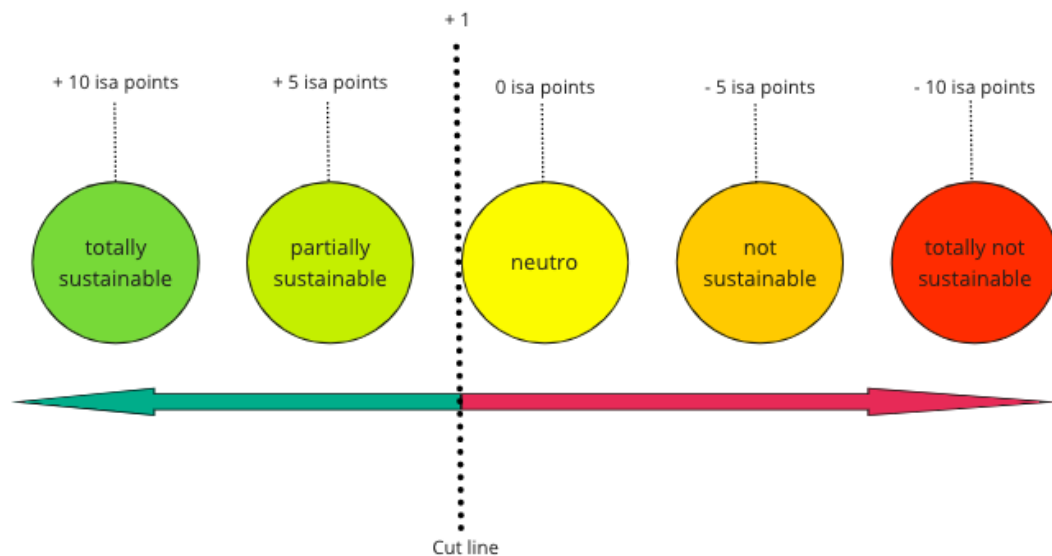 + 1
+ 10 isa points
+ 5 isa points
0 isa points
- 5 isa points
- 10 isa points
totally
sustainable
partially
sustainable
neutro
not
sustainable
totally not
sustainable
Cut line